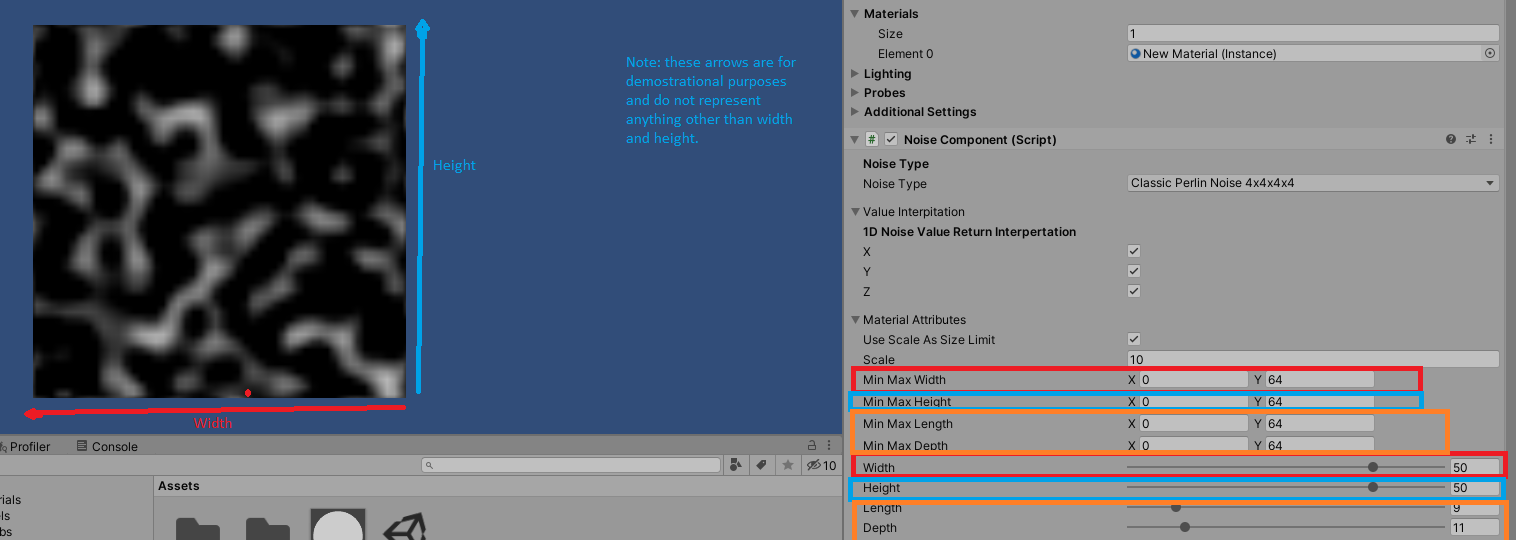 Note: these arrows are for
demostrational purposes
and do not represent
anything other than width
and height.
Height
Width
Profiler
Console
10
rials
els
bs
Assets
Materials
Size 1
Element 0 New Material (Instance)
Lighting
Probes
Additional Settings
# Noise Component (Script)
Noise Type
Noise Type Classic Perlin Noise 4x4x4x4
Value Interpitation
1D Noise Value Return Interpertation
X
Y
Z
Material Attributes
Use Scale As Size Limit
Scale 10
Min Max Width X 0 Y 64
Min Max Height X 0 Y 64
Min Max Length X 0 Y 64
Min Max Depth X 0 Y 64
Width 50
Height 50
Length 9
Depth 11